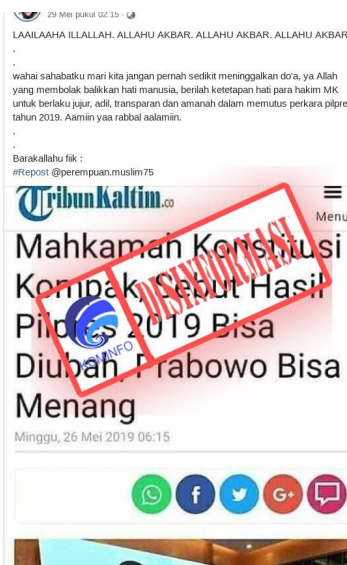 29 Mei pukul 02.15 ·
LAAILAAHA ILLALLAH. ALLAHU AKBAR. ALLAHU AKBAR. ALLAHU AKBAR
.
.
wahai sahabatku mari kita jangan pernah sedikit meninggalkan do'a, ya Allah
yang membolak balikkan hati manusia, berilah ketetapan hati para hakim MK
untuk berlaku jujur, adil, transparan dan amanah dalam memutus perkara pilpre
tahun 2019. Aamiin yaa rabbal aalamiin.
.
.
Barakallahu fiik :
#Repost @perempuan.muslim75
TribunKaltim.co
Menu
Mahkamah Konstitusi
Kompak, Sebut Hasil
Pilpres 2019 Bisa
Diubah, Prabowo Bisa
Menang
KOMINFO
DISINFORMASI
Minggu, 26 Mei 2019 06:15
G+